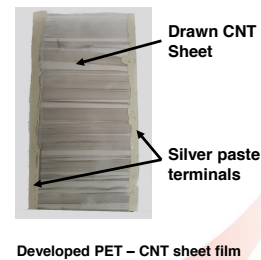 Drawn CNT
Sheet
Silver paste
terminals
Developed PET – CNT sheet film